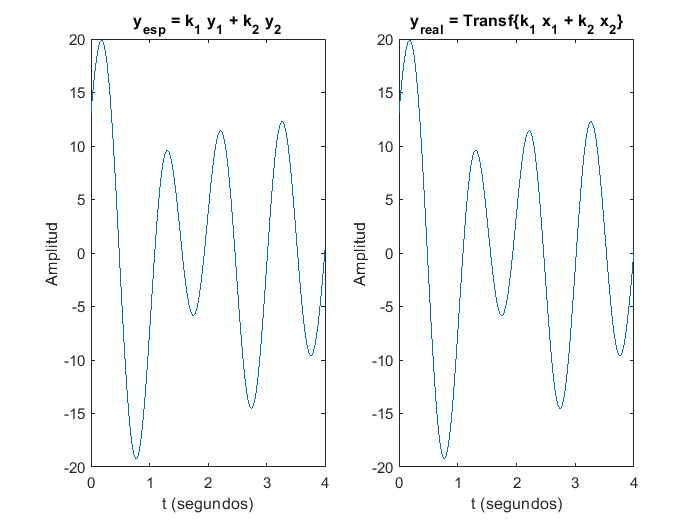 y_esp = k_1 y_1 + k_2 y_2
20
15
10
5
0
-5
-10
-15
-20
Amplitud
0 1 2 3 4
t (segundos)
y_real = Transf{k_1 x_1 + k_2 x_2}
20
15
10
5
0
-5
-10
-15
-20
Amplitud
0 1 2 3 4
t (segundos)